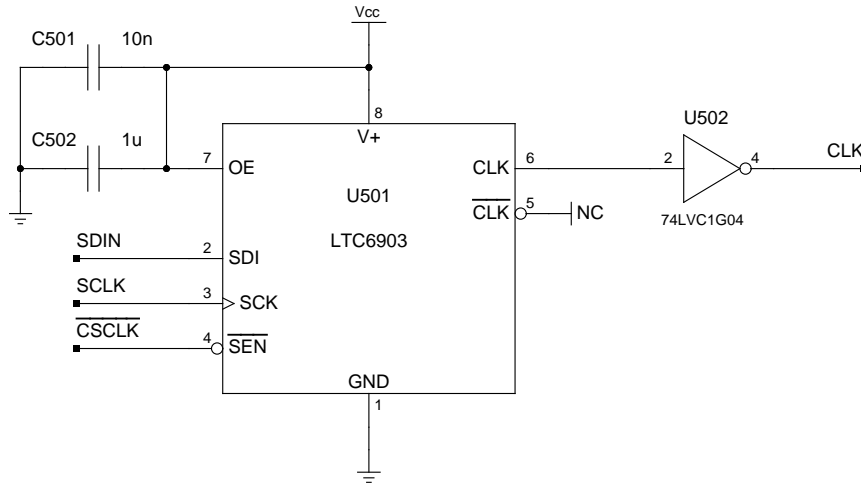 Vcc
C501 10n
C502 1u
8
V+
7 OE
U501
LTC6903
CLK 6
CLK 5 NC
U502
2 4 CLK
74LVC1G04
SDIN
2 SDI
SCLK
3 SCK
CSCLK
4 SEN
GND
1